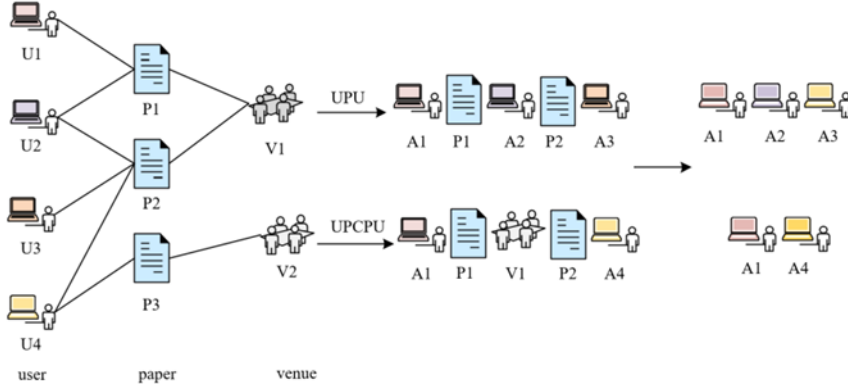 U1
U2
U3
U4
user
P1
P2
P3
paper
V1
V2
venue
UPU
A1 P1 A2 P2 A3
UPCPU
A1 P1 V1 P2 A4
A1 A2 A3
A1 A4